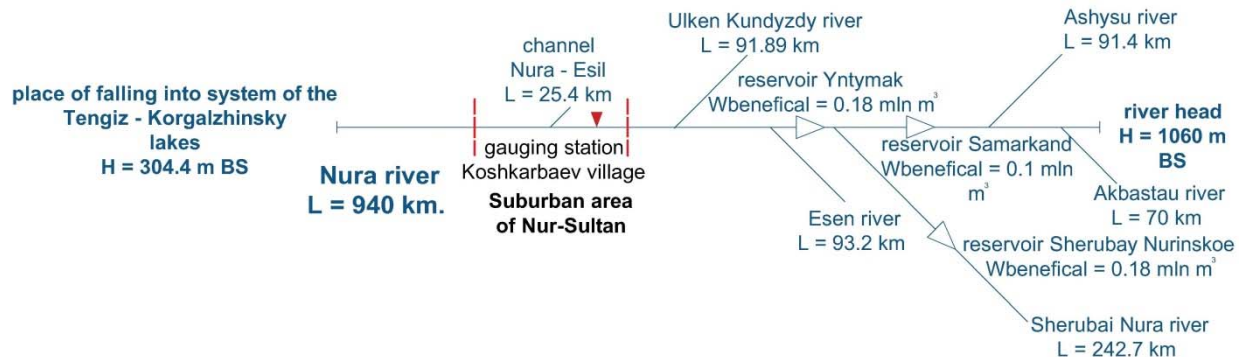 place of falling into system of the
Tengiz - Korgalzhinsky
lakes
H = 304.4 m BS
Nura river
L = 940 km.
channel
Nura - Esil
L = 25.4 km
gauging station
Koshkarbaev village
Suburban area
of Nur-Sultan
Ulken Kundyzdy river
L = 91.89 km
reservoir Yntymak
Wbenefical = 0.18 mln m³
Esen river
L = 93.2 km
Ashysu river
L = 91.4 km
reservoir Samarkand
Wbenefical = 0.1 mln
m³
river head
H = 1060 m
BS
Akbastau river
L = 70 km
reservoir Sherubay Nurinskoe
Wbenefical = 0.18 mln m³
Sherubai Nura river
L = 242.7 km